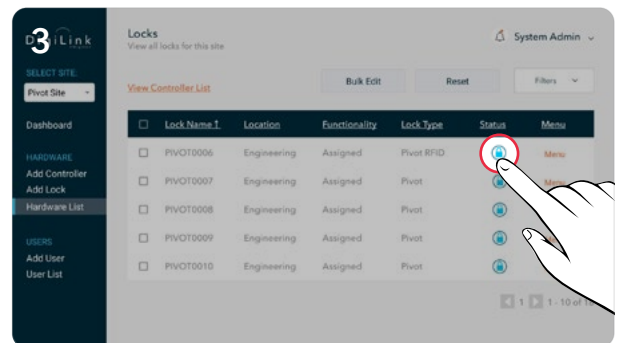 3
DigiLink
Locks
View all locks for this site
System Admin
SELECT SITE:
Pivot Site
View Controller List
Bulk Edit
Reset
Filters
Dashboard
HARDWARE
Add Controller
Add Lock
Hardware List
USERS
Add User
User List
Lock Name 1 Location Functionality Lock Type Status Menu
PIVOT0006 Engineering Assigned Pivot RFID Menu
PIVOT0007 Engineering Assigned Pivot Menu
PIVOT0008 Engineering Assigned Pivot
PIVOT0009 Engineering Assigned Pivot
PIVOT0010 Engineering Assigned Pivot
1 1 - 10 of